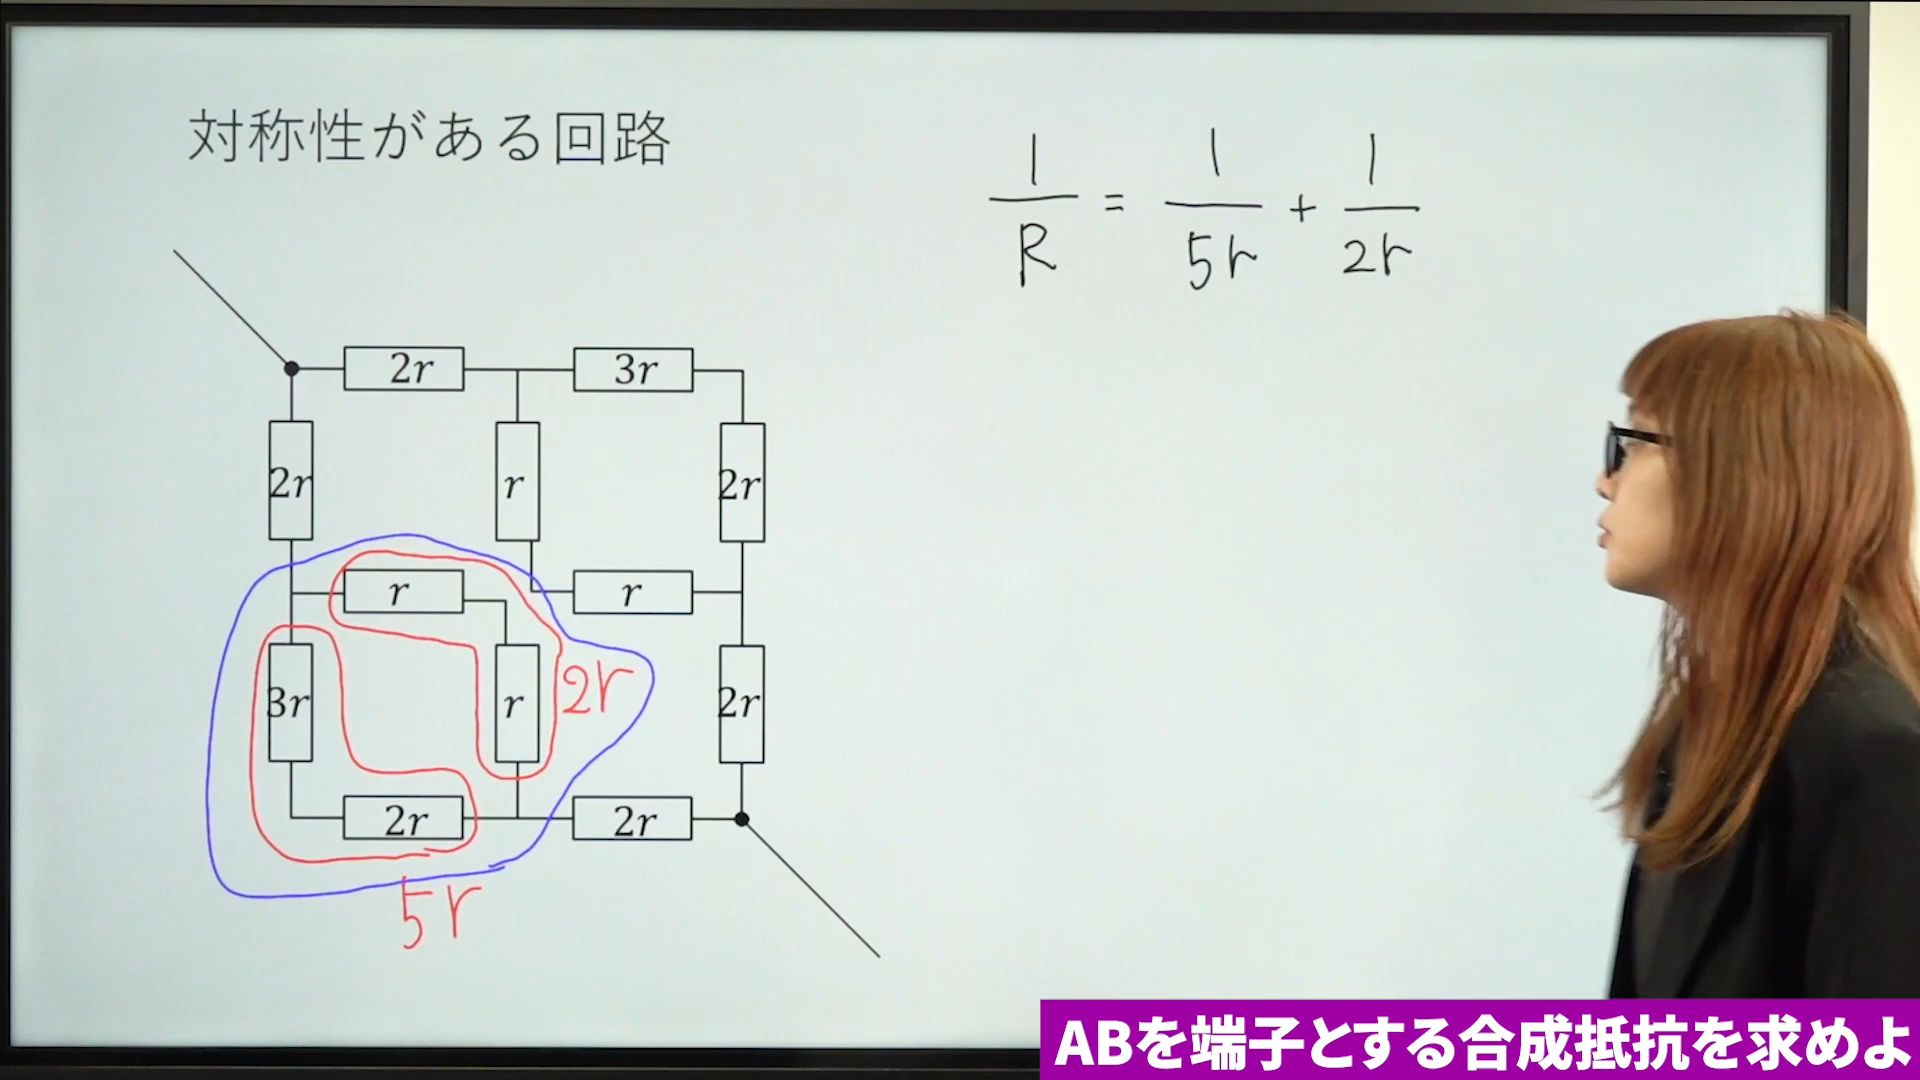 対称性がある回路
1/R = 1/5r + 1/2r
2r 3r
2r r 2r
r r
3r r 2r 2r
2r 2r
5r
ABを端子とする合成抵抗を求めよ